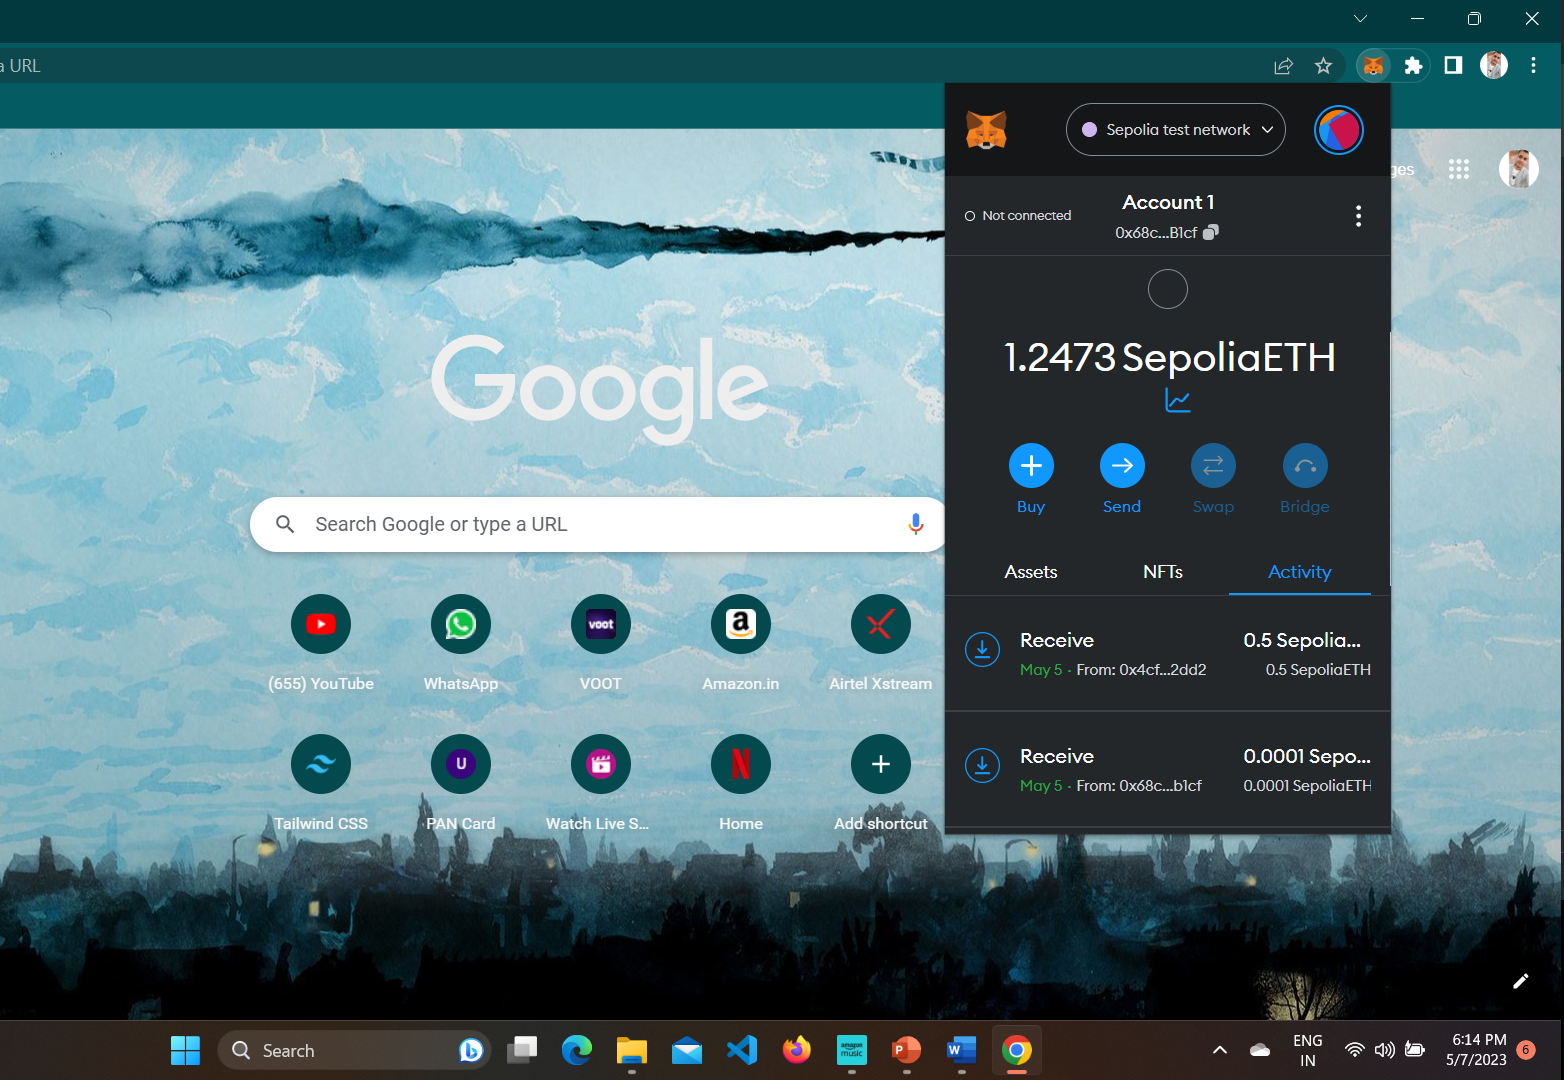 a URL
Sepolia test network
ges
Not connected
Account 1
0x68c...B1cf
1.2473 SepoliaETH
Buy
Send
Swap
Bridge
Assets
NFTs
Activity
Receive
0.5 Sepolia...
May 5 · From: 0x4cf...2dd2
0.5 SepoliaETH
Receive
0.0001 Sepo...
May 5 · From: 0x68c...b1cf
0.0001 SepoliaETH
Google
Search Google or type a URL
voot
a
(655) YouTube
WhatsApp
VOOT
Amazon.in
Airtel Xstream
U
N
Tailwind CSS
PAN Card
Watch Live S...
Home
Add shortcut
Search
amazon music
P
W
ENG
IN
6:14 PM
5/7/2023
6